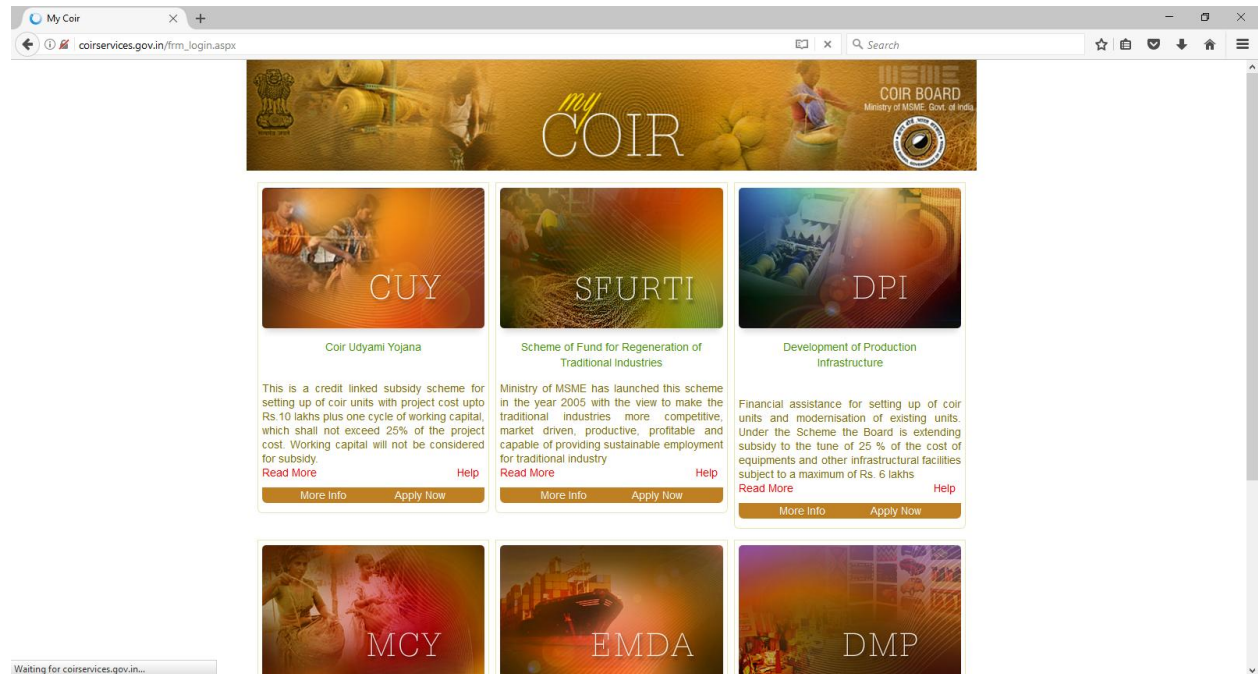 My Coir
coirservices.gov.in/frm_login.aspx
Search
my
COIR
MSME
COIR BOARD
Ministry of MSME, Govt. of India
CUY
Coir Udyami Yojana
This is a credit linked subsidy scheme for
setting up of coir units with project cost upto
Rs.10 lakhs plus one cycle of working capital,
which shall not exceed 25% of the project
cost. Working capital will not be considered
for subsidy.
Read More Help
More Info Apply Now
SFURTI
Scheme of Fund for Regeneration of
Traditional Industries
Ministry of MSME has launched this scheme
in the year 2005 with the view to make the
traditional industries more competitive,
market driven, productive, profitable and
capable of providing sustainable employment
for traditional industry
Read More Help
More Info Apply Now
DPI
Development of Production
Infrastructure
Financial assistance for setting up of coir
units and modernisation of existing units.
Under the Scheme the Board is extending
subsidy to the tune of 25 % of the cost of
equipments and other infrastructural facilities
subject to a maximum of Rs. 6 lakhs
Read More Help
More Info Apply Now
MCY
EMDA
DMP
Waiting for coirservices.gov.in...